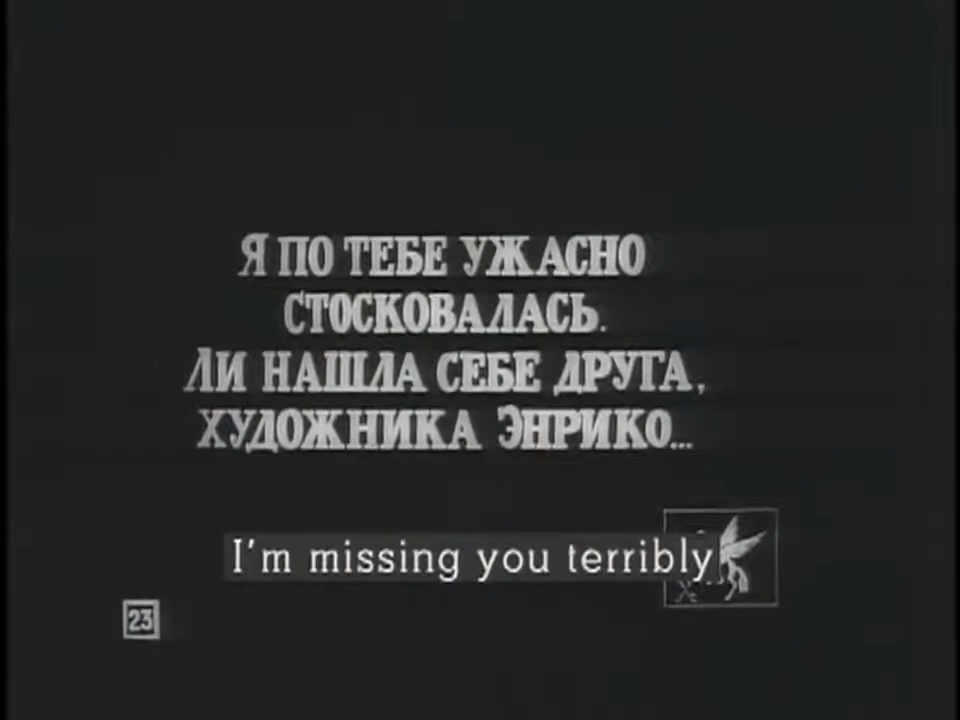 Я ПО ТЕБЕ УЖАСНО
СТОСКОВАЛАСЬ.
ЛИ НАШЛА СЕБЕ ДРУГА,
ХУДОЖНИКА ЭНРИКО...
I'm missing you terribly
23